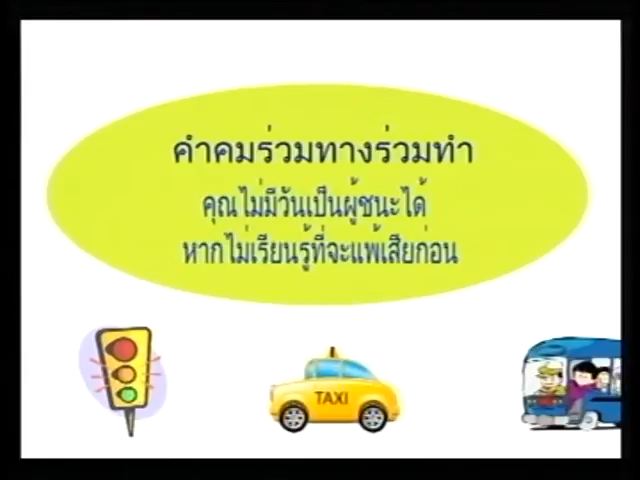 คำคมร่วมทางร่วมทำ
คุณไม่มีวันเป็นผู้ชนะได้
หากไม่เรียนรู้ที่จะแพ้เสียก่อน
TAXI